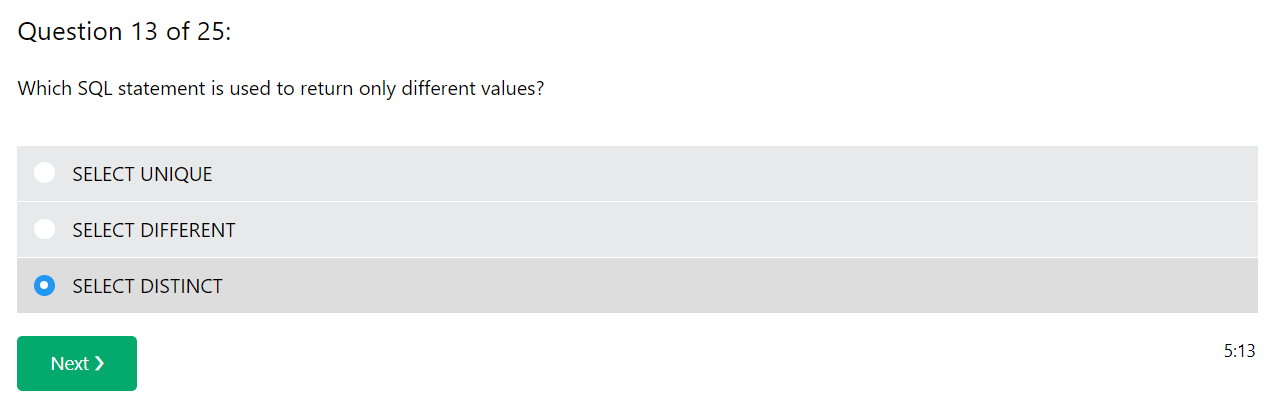 Question 13 of 25:
Which SQL statement is used to return only different values?
SELECT UNIQUE
SELECT DIFFERENT
SELECT DISTINCT
Next ❯
5:13